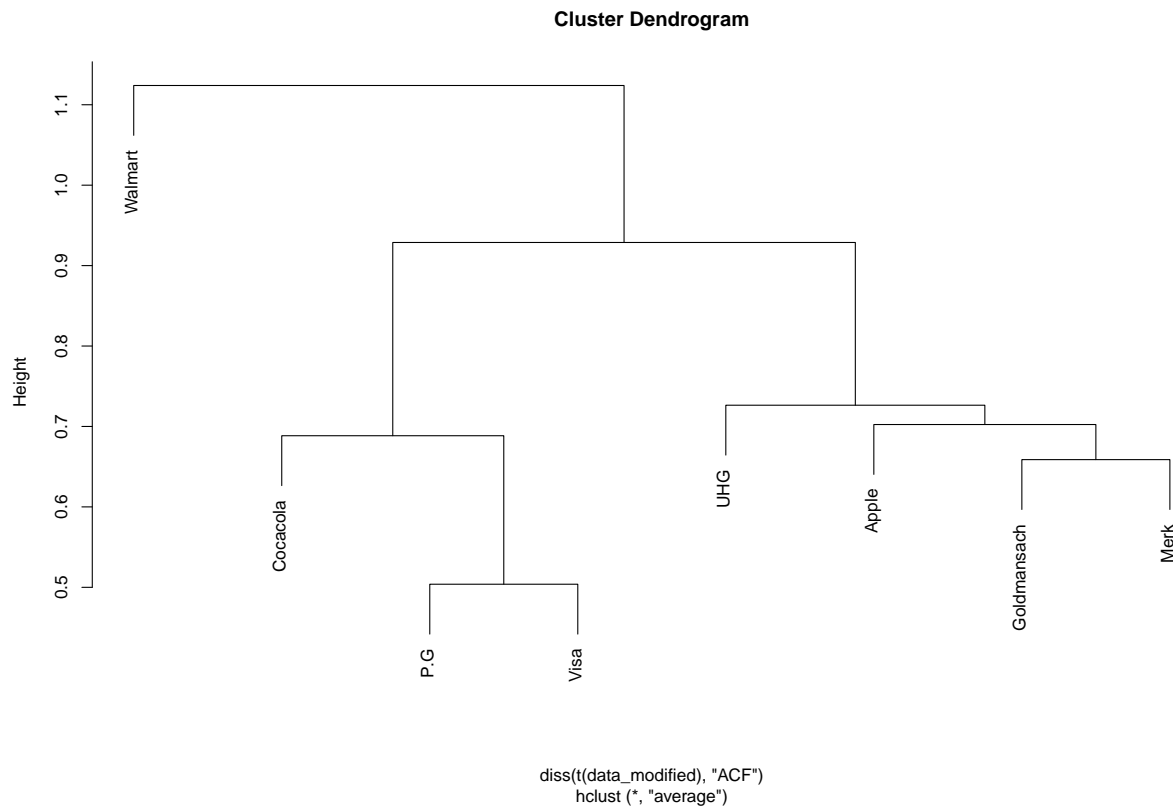 Cluster Dendrogram
Height
1.1
1.0
0.9
0.8
0.7
0.6
0.5
Walmart
Cocacola
P.G
Visa
UHG
Apple
Goldmansach
Merk
diss(t(data_modified), "ACF")
hclust (*, "average")